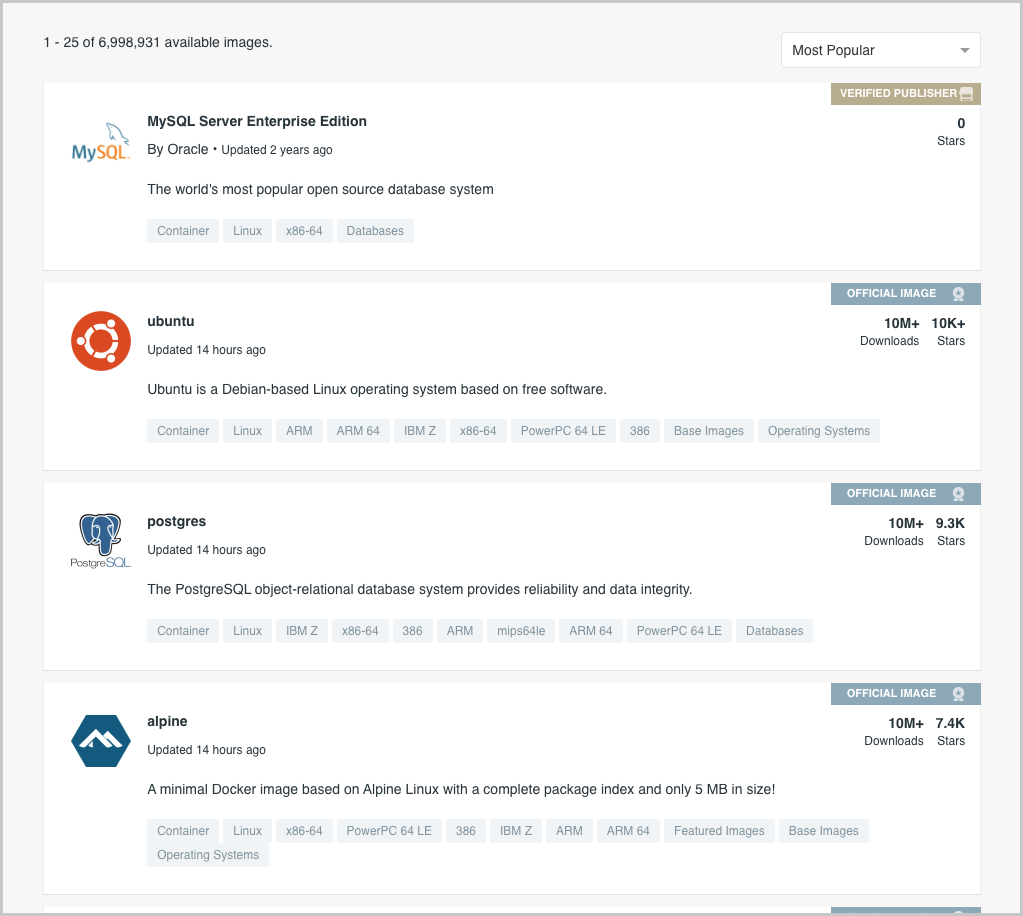 1 - 25 of 6,998,931 available images.
Most Popular
VERIFIED PUBLISHER
MySQL
MySQL Server Enterprise Edition
0
By Oracle • Updated 2 years ago
Stars
The world's most popular open source database system
Container Linux x86-64 Databases
OFFICIAL IMAGE
ubuntu
10M+ 10K+
Updated 14 hours ago
Downloads Stars
Ubuntu is a Debian-based Linux operating system based on free software.
Container Linux ARM ARM 64 IBM Z x86-64 PowerPC 64 LE 386 Base Images Operating Systems
OFFICIAL IMAGE
PostgreSQL
postgres
10M+ 9.3K
Updated 14 hours ago
Downloads Stars
The PostgreSQL object-relational database system provides reliability and data integrity.
Container Linux IBM Z x86-64 386 ARM mips64le ARM 64 PowerPC 64 LE Databases
OFFICIAL IMAGE
alpine
10M+ 7.4K
Updated 14 hours ago
Downloads Stars
A minimal Docker image based on Alpine Linux with a complete package index and only 5 MB in size!
Container Linux x86-64 PowerPC 64 LE 386 IBM Z ARM ARM 64 Featured Images Base Images
Operating Systems